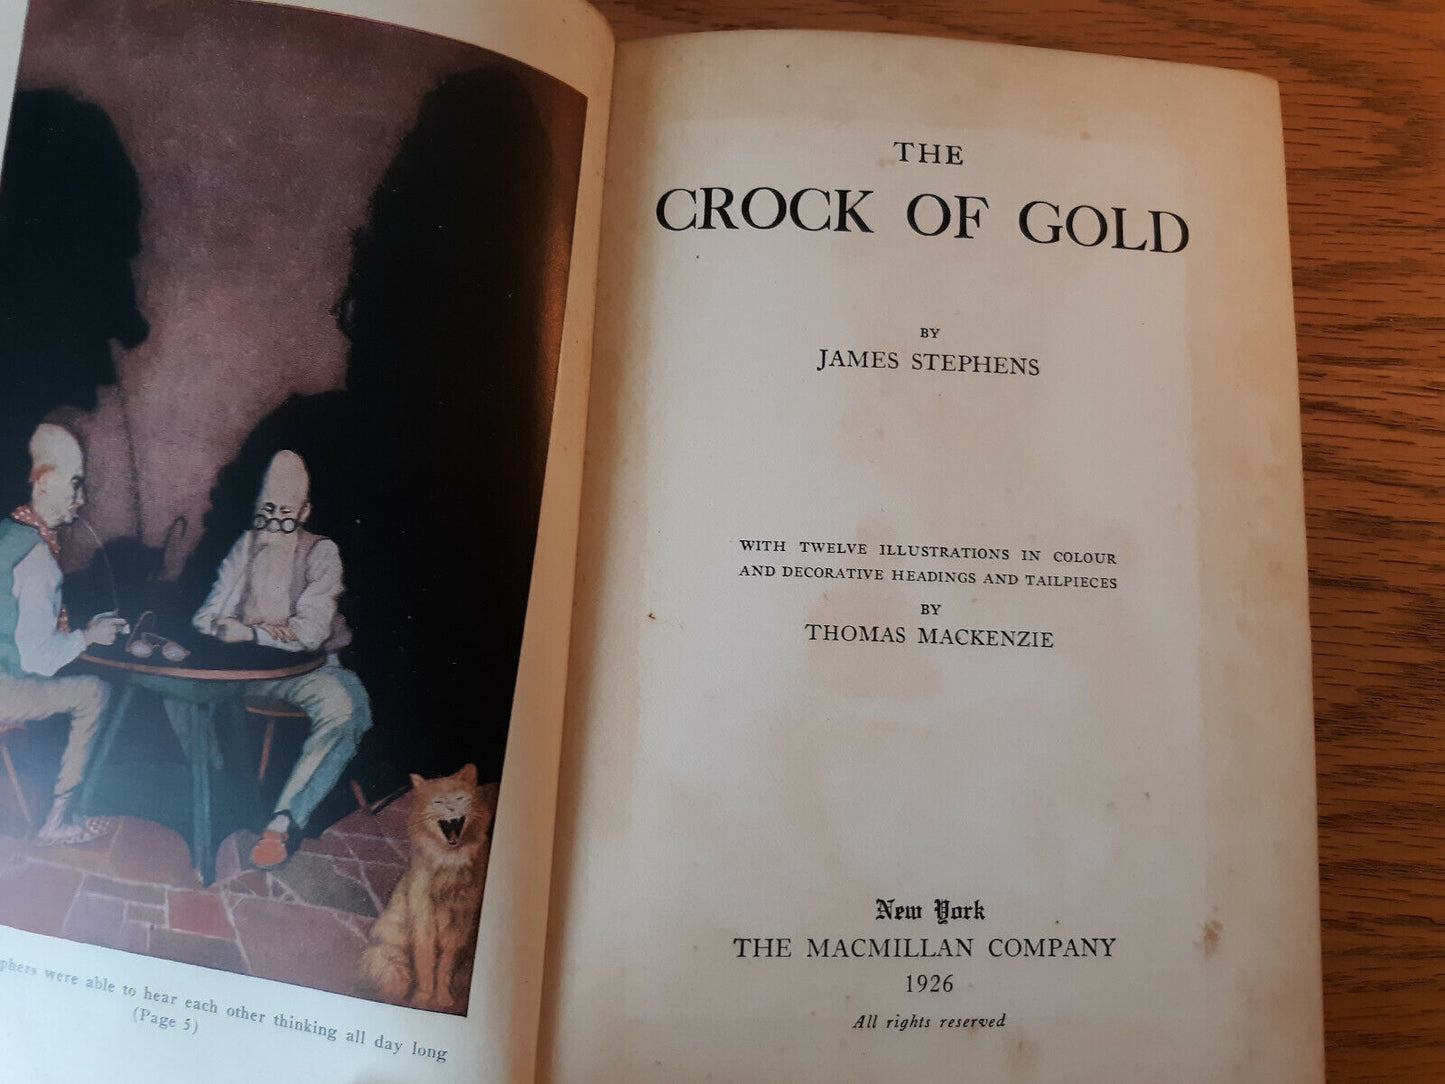 were able to hear each other thinking all day long
(Page 5)
THE
CROCK OF GOLD
BY
JAMES STEPHENS
WITH TWELVE ILLUSTRATIONS IN COLOUR
AND DECORATIVE HEADINGS AND TAILPIECES
BY
THOMAS MACKENZIE
New York
THE MACMILLAN COMPANY
1926
All rights reserved